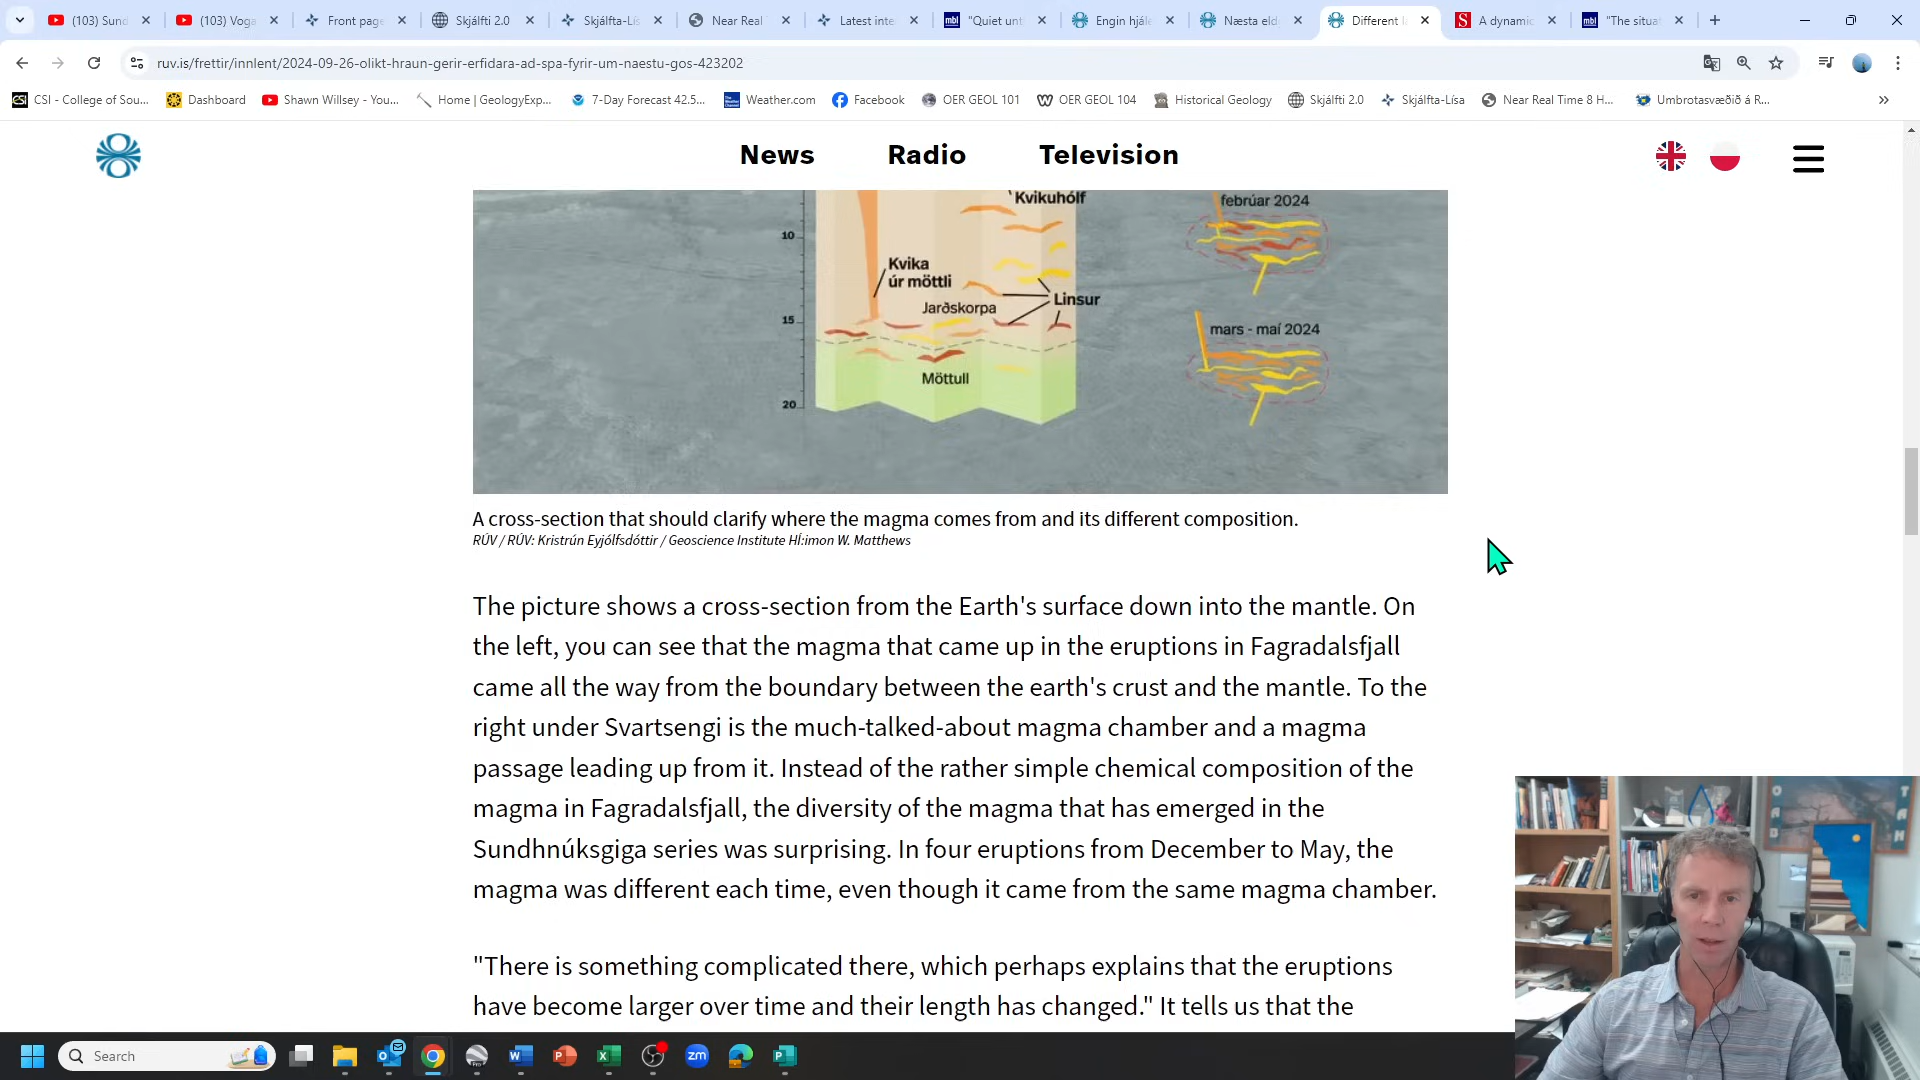 (103) Sund
(103) Voga
Front page
Skjálfti 2.0
Skjálfta-Lís
Near Real
Latest inte
mbl
"Quiet unt
Engin hjále
Næsta eld
Different l
S
A dynamic
mbl
"The situat
ruv.is/frettir/innlent/2024-09-26-olikt-hraun-gerir-erfidara-ad-spa-fyrir-um-naestu-gos-423202
CSI
CSI - College of Sou...
Dashboard
Shawn Willsey - You...
Home | GeologyExp...
7-Day Forecast 42.5...
Weather.com
Facebook
OER GEOL 101
OER GEOL 104
Historical Geology
Skjálfti 2.0
Skjálfta-Lísa
Near Real Time 8 H...
Umbrotasvæðið á R...
News
Radio
Television
Kvikuhólf
febrúar 2024
10
Kvika
úr möttli
Linsur
Jarðskorpa
15
mars - maí 2024
Möttull
20
A cross-section that should clarify where the magma comes from and its different composition.
RÚV / RÚV: Kristrún Eyjólfsdóttir / Geoscience Institute HÍ:imon W. Matthews
The picture shows a cross-section from the Earth's surface down into the mantle. On
the left, you can see that the magma that came up in the eruptions in Fagradalsfjall
came all the way from the boundary between the earth's crust and the mantle. To the
right under Svartsengi is the much-talked-about magma chamber and a magma
passage leading up from it. Instead of the rather simple chemical composition of the
magma in Fagradalsfjall, the diversity of the magma that has emerged in the
Sundhnúksgiga series was surprising. In four eruptions from December to May, the
magma was different each time, even though it came from the same magma chamber.
"There is something complicated there, which perhaps explains that the eruptions
have become larger over time and their length has changed." It tells us that the
Search
zm